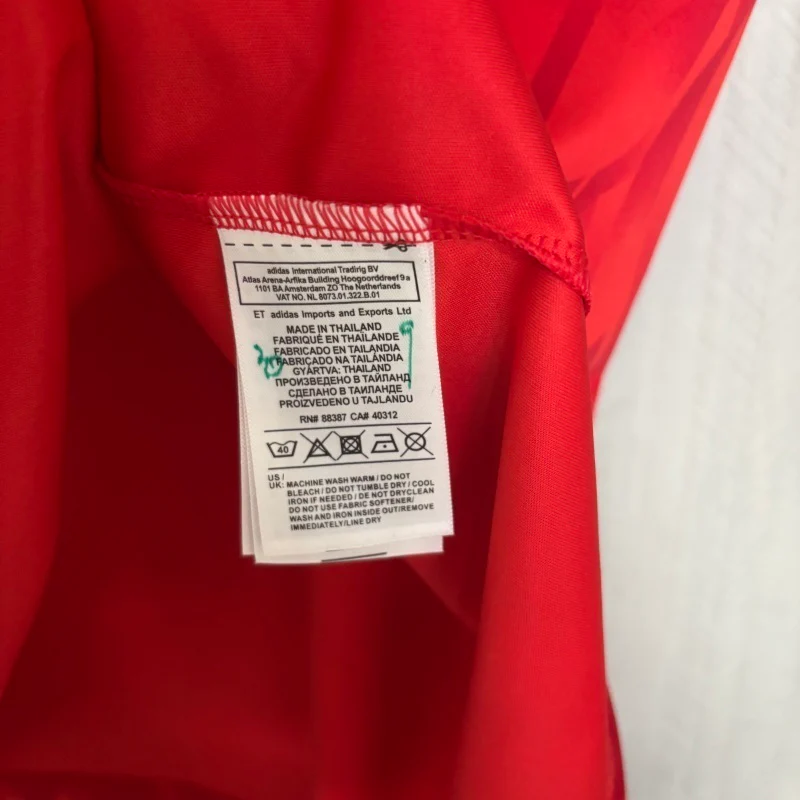 adidas International Tradirig BV
Atlas Arena-Arfika Building Hoogoorddreef 9 a
1101 BA Amsterdam ZO The Netherlands
VAT NO. NL 8073.01.322.B.01
ET adidas Imports and Exports Ltd
MADE IN THAILAND
FABRIQUÉ EN THAÏLANDE
FABRICADO EN TAILANDIA
FABRICADO NA TAILÂNDIA
GYÁRTVA: THAILAND
ПРОИЗВЕДЕНО В ТАЙЛАНД
СДЕЛАНО В ТАИЛАНДЕ
PROIZVEDENO U TAJLANDU
RN# 88387 CA# 40312
40
US /
UK: MACHINE WASH WARM / DO NOT
BLEACH / DO NOT TUMBLE DRY / COOL
IRON IF NEEDED / DE NOT DRYCLEAN
DO NOT USE FABRIC SOFTENER/
WASH AND IRON INSIDE OUT/REMOVE
IMMEDIATELY/LINE DRY